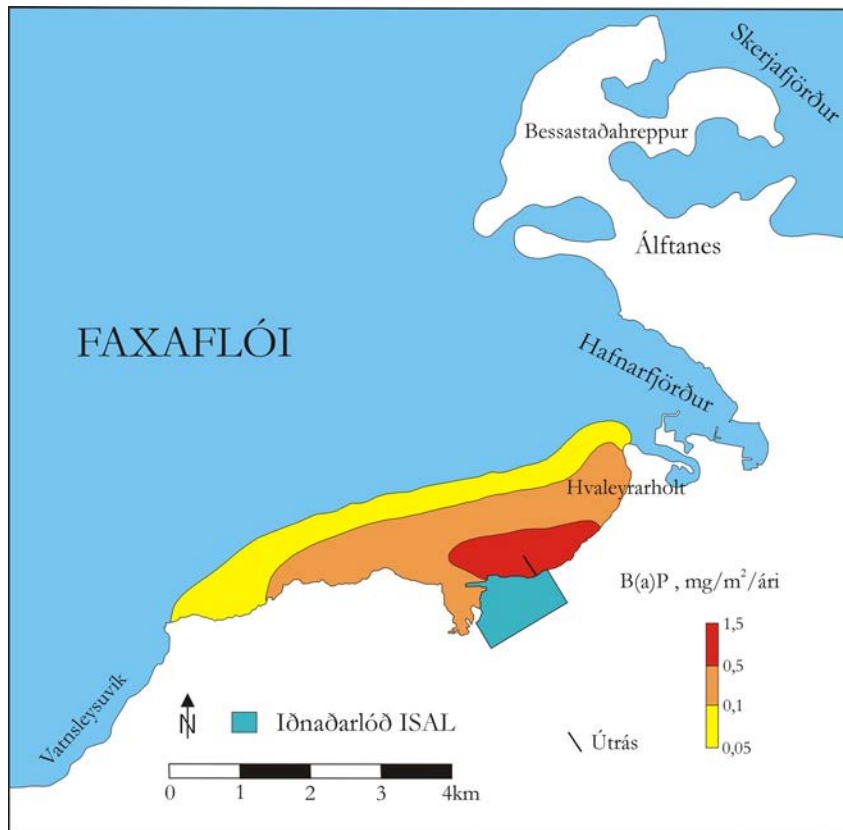 Skerjafjörður
Bessastaðahreppur
Álftanes
FAXAFLÓI
Hafnarfjörður
Hvaleyrarholt
B(a)P , mg/m²/ári
1,5
0,5
0,1
0,05
Vatnsleysuvík
N
Iðnaðarlóð ISAL
Útrás
0 1 2 3 4km